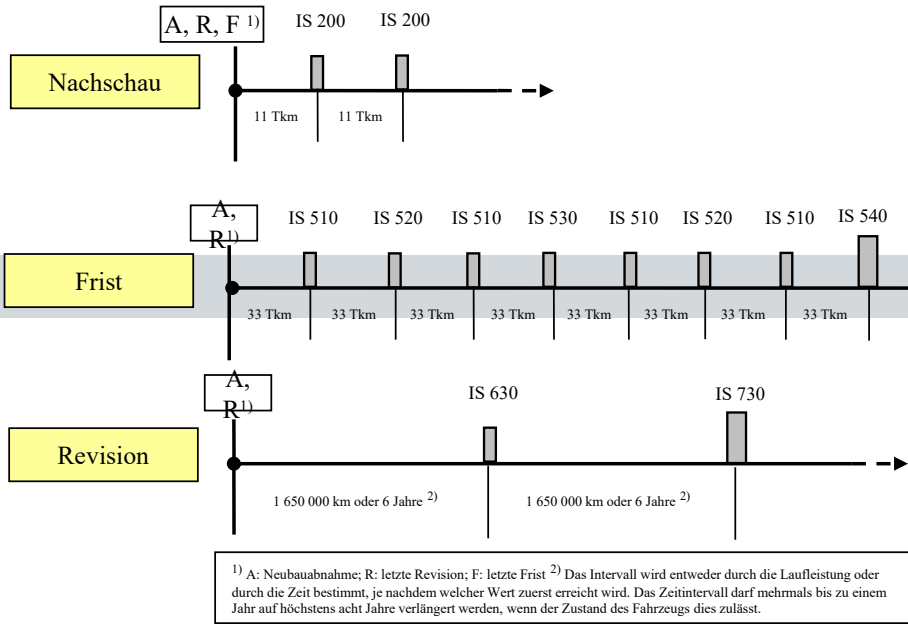 A, R, F 1)
IS 200 IS 200
Nachschau
11 Tkm 11 Tkm
A,
R1)
IS 510 IS 520 IS 510 IS 530 IS 510 IS 520 IS 510 IS 540
Frist
33 Tkm 33 Tkm 33 Tkm 33 Tkm 33 Tkm 33 Tkm 33 Tkm 33 Tkm
A,
R1)
IS 630 IS 730
Revision
1 650 000 km oder 6 Jahre 2) 1 650 000 km oder 6 Jahre 2)
1) A: Neubauabnahme; R: letzte Revision; F: letzte Frist 2) Das Intervall wird entweder durch die Laufleistung oder
durch die Zeit bestimmt, je nachdem welcher Wert zuerst erreicht wird. Das Zeitintervall darf mehrmals bis zu einem
Jahr auf höchstens acht Jahre verlängert werden, wenn der Zustand des Fahrzeugs dies zulässt.